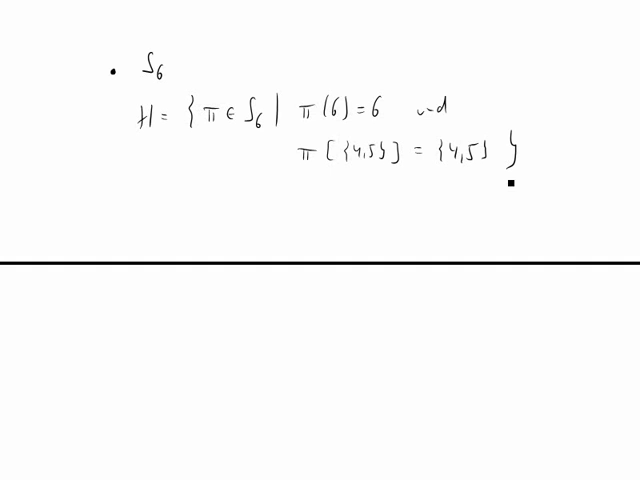 • S₆
H = { π ∈ S₆ | π(6) = 6 und
π[{4,5}] = {4,5} }